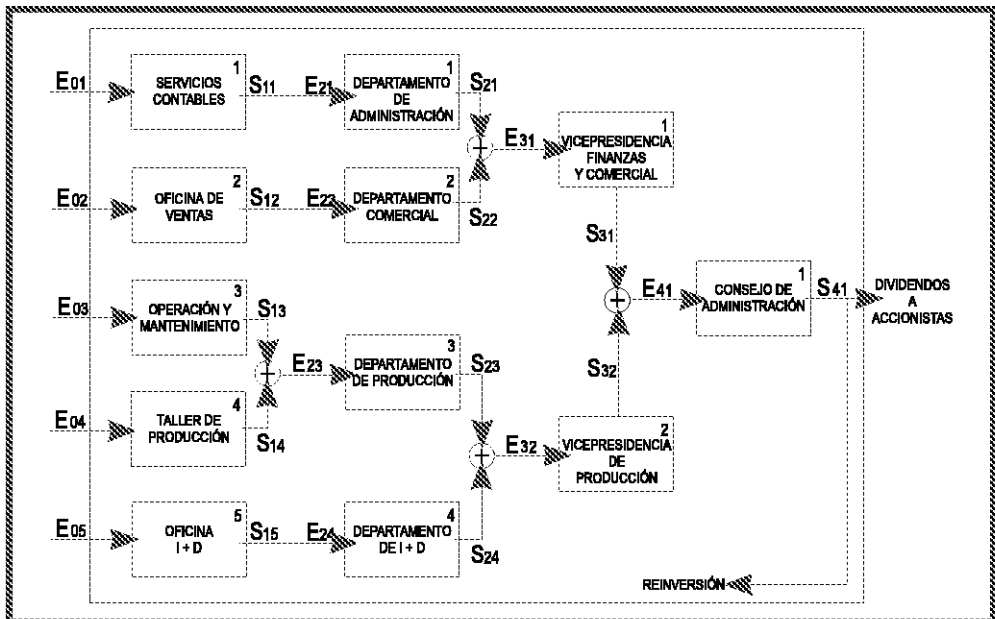 E01
1
SERVICIOS
CONTABLES
S11
E21
1
DEPARTAMENTO
DE
ADMINISTRACIÓN
S21
E31
1
VICEPRESIDENCIA
FINANZAS
Y COMERCIAL
E02
2
OFICINA DE
VENTAS
S12
E23
2
DEPARTAMENTO
COMERCIAL
S22
S31
E03
3
OPERACIÓN Y
MANTENIMIENTO
S13
E41
1
CONSEJO DE
ADMINISTRACIÓN
S41
DIVIDENDOS
A
ACCIONISTAS
E23
3
DEPARTAMENTO
DE PRODUCCIÓN
S23
S32
E04
4
TALLER DE
PRODUCCIÓN
S14
E32
2
VICEPRESIDENCIA
DE
PRODUCCIÓN
E05
5
OFICINA
I + D
S15
E24
4
DEPARTAMENTO
DE I + D
S24
REINVERSIÓN